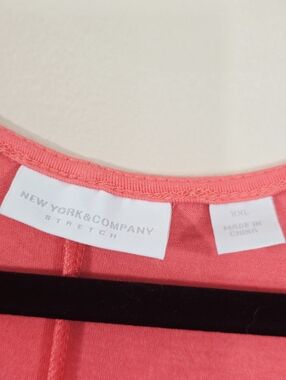 NEW YORK&COMPANY
STRETCH
XXL
MADE IN
CHINA